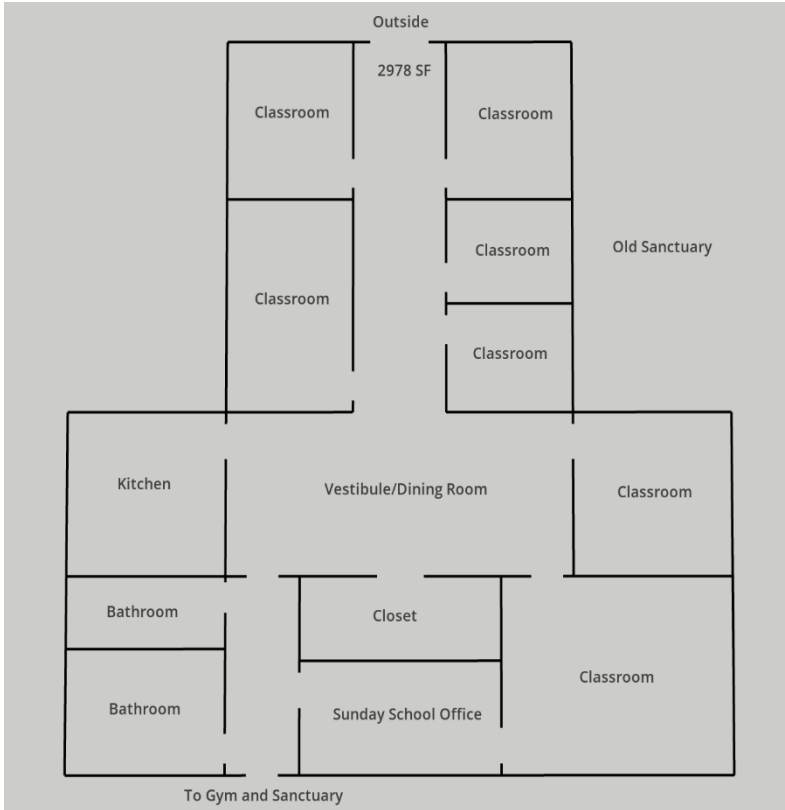 Outside
2978 SF
Classroom
Classroom
Classroom
Old Sanctuary
Classroom
Classroom
Kitchen
Vestibule/Dining Room
Classroom
Bathroom
Closet
Classroom
Bathroom
Sunday School Office
To Gym and Sanctuary